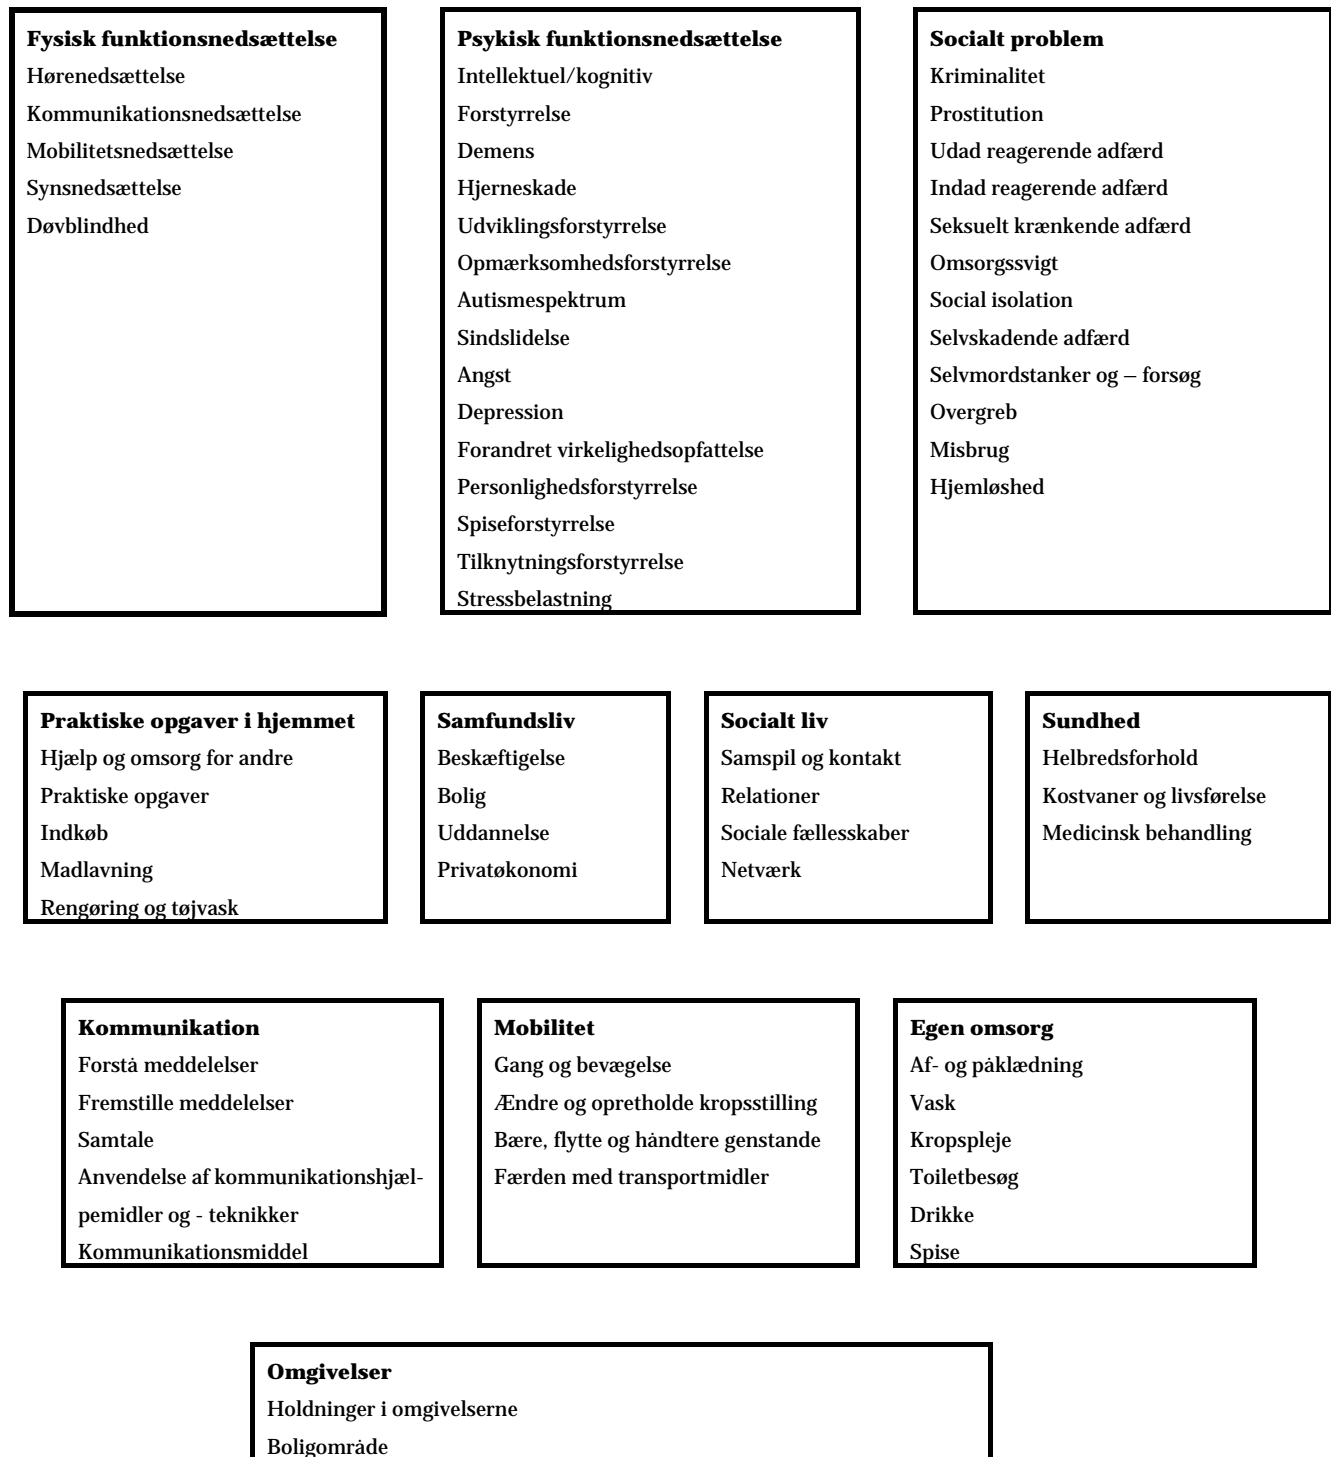 Fysisk funktionsnedsættelse
Hørenedsættelse
Kommunikationsnedsættelse
Mobilitetsnedsættelse
Synsnedsættelse
Døvblindhed
Psykisk funktionsnedsættelse
Intellektuel/kognitiv
Forstyrrelse
Demens
Hjerneskade
Udviklingsforstyrrelse
Opmærksomhedsforstyrrelse
Autismespektrum
Sindslidelse
Angst
Depression
Forandret virkelighedsopfattelse
Personlighedsforstyrrelse
Spiseforstyrrelse
Tilknytningsforstyrrelse
Stressbelastning
Socialt problem
Kriminalitet
Prostitution
Udad reagerende adfærd
Indad reagerende adfærd
Seksuelt krænkende adfærd
Omsorgssvigt
Social isolation
Selvskadende adfærd
Selvmordstanker og – forsøg
Overgreb
Misbrug
Hjemløshed
Praktiske opgaver i hjemmet
Hjælp og omsorg for andre
Praktiske opgaver
Indkøb
Madlavning
Rengøring og tøjvask
Samfundsliv
Beskæftigelse
Bolig
Uddannelse
Privatøkonomi
Socialt liv
Samspil og kontakt
Relationer
Sociale fællesskaber
Netværk
Sundhed
Helbredsforhold
Kostvaner og livsførelse
Medicinsk behandling
Kommunikation
Forstå meddelelser
Fremstille meddelelser
Samtale
Anvendelse af kommunikationshjæl-
pemidler og - teknikker
Kommunikationsmiddel
Mobilitet
Gang og bevægelse
Ændre og opretholde kropsstilling
Bære, flytte og håndtere genstande
Færden med transportmidler
Egen omsorg
Af- og påklædning
Vask
Kropspleje
Toiletbesøg
Drikke
Spise
Omgivelser
Holdninger i omgivelserne
Boligområde